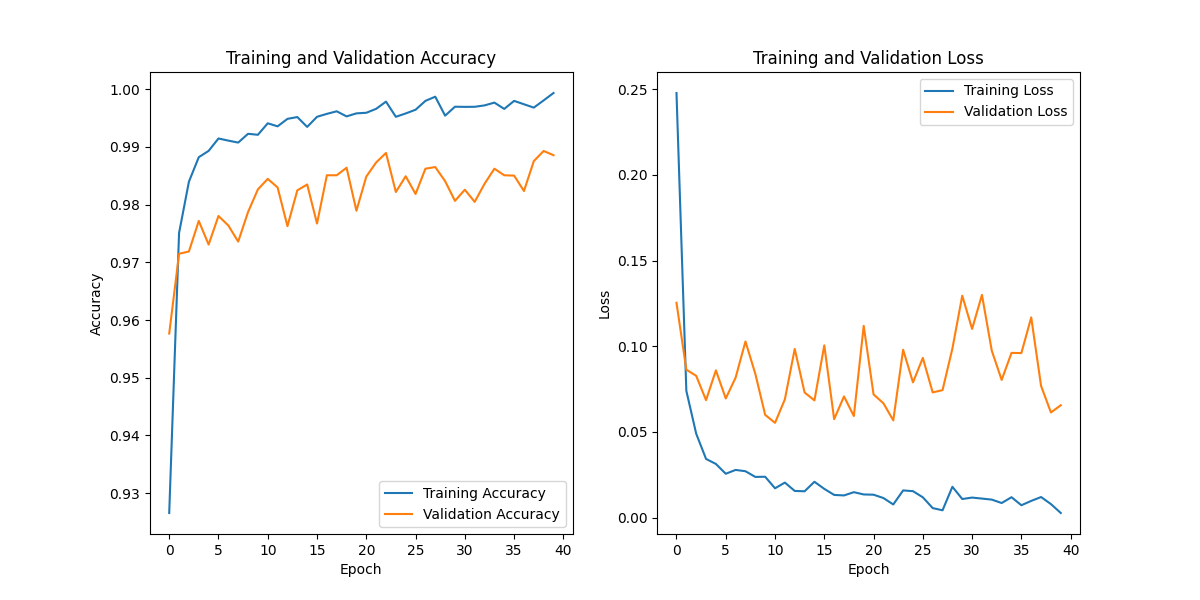 Training and Validation Accuracy
Accuracy
1.00
0.99
0.98
0.97
0.96
0.95
0.94
0.93
Training Accuracy
Validation Accuracy
0 5 10 15 20 25 30 35 40
Epoch
Training and Validation Loss
Loss
0.25
0.20
0.15
0.10
0.05
0.00
Training Loss
Validation Loss
0 5 10 15 20 25 30 35 40
Epoch